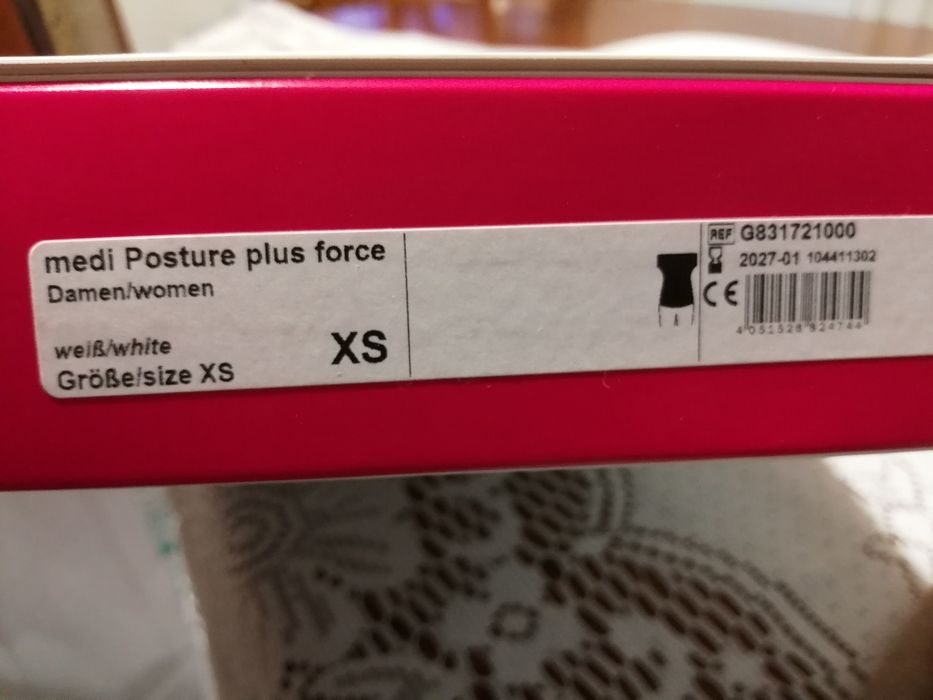 medi Posture plus force
Damen/women
weiß/white
XS
Größe/size XS
REF G831721000
2027-01 104411302
CE
4 051528 824744